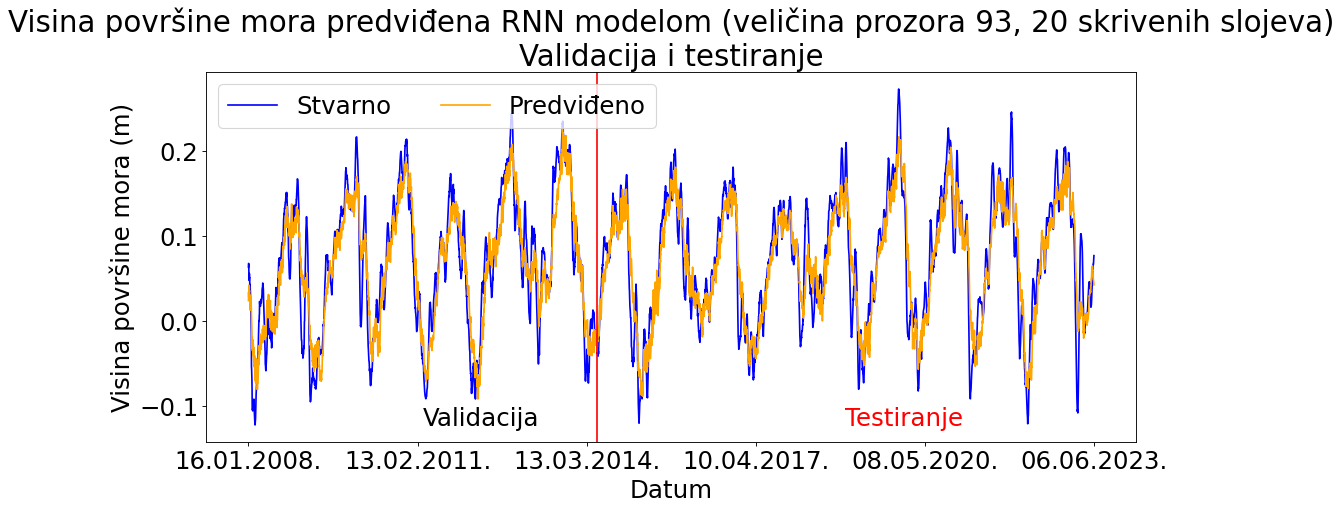 Visina površine mora predviđena RNN modelom (veličina prozora 93, 20 skrivenih slojeva)
Validacija i testiranje
Stvarno
Predviđeno
Visina površine mora (m)
0.2
0.1
0.0
−0.1
Validacija
Testiranje
16.01.2008.
13.02.2011.
13.03.2014.
10.04.2017.
08.05.2020.
06.06.2023.
Datum